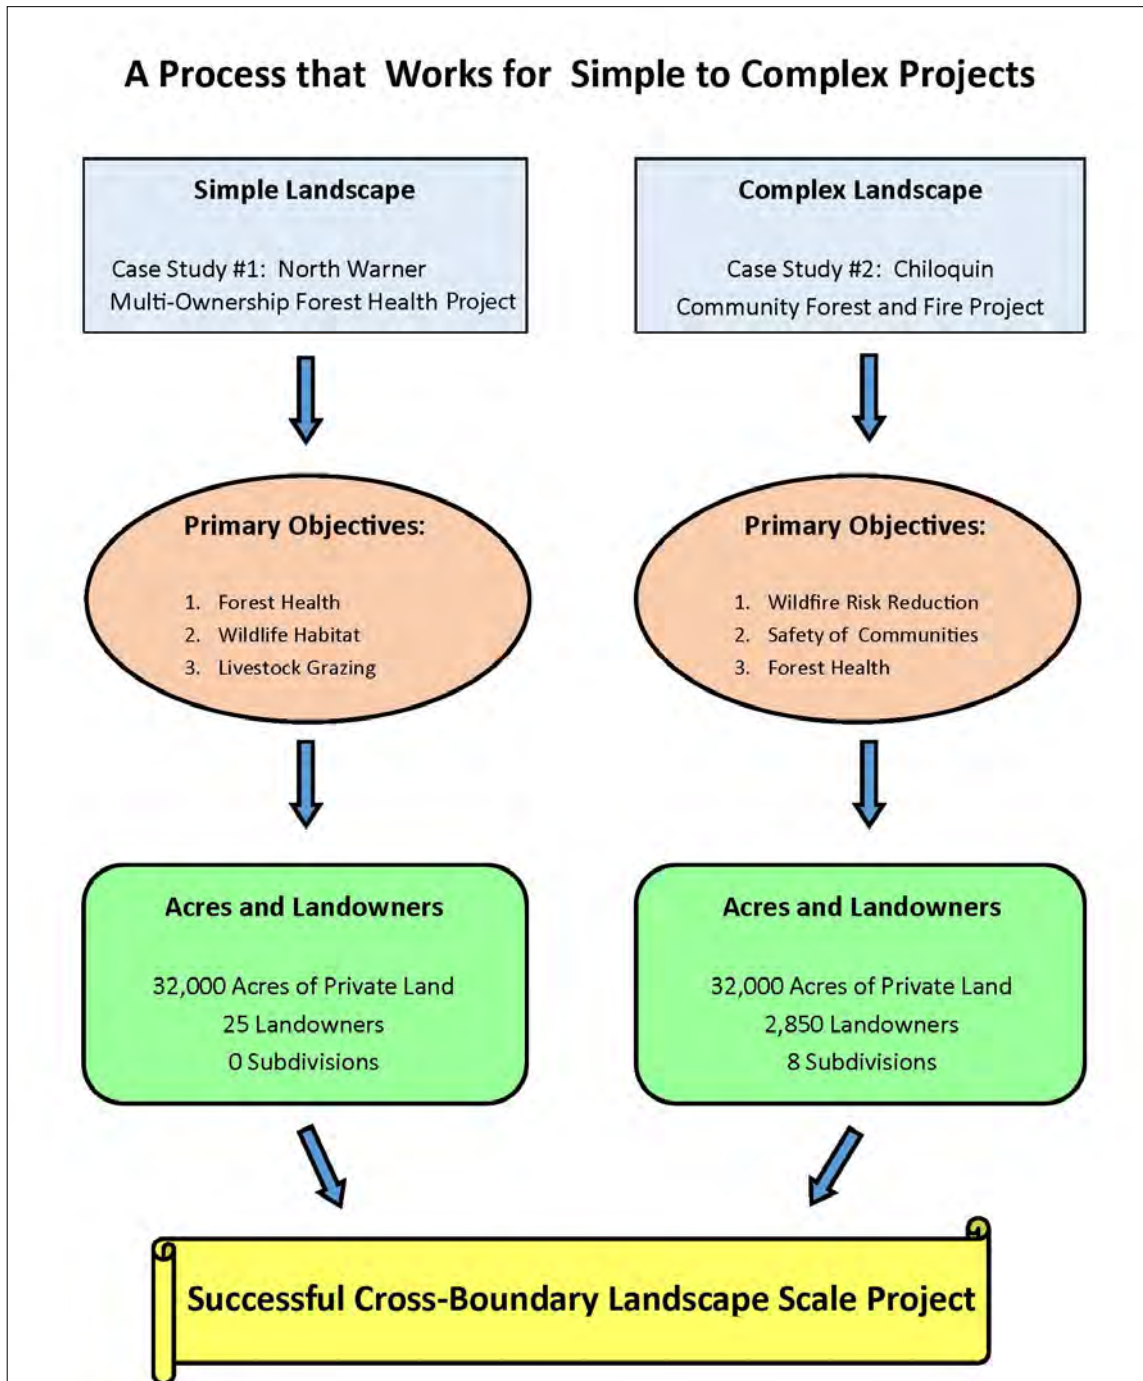 A Process that Works for Simple to Complex Projects
Simple Landscape
Case Study #1: North Warner
Multi-Ownership Forest Health Project
Primary Objectives:
1. Forest Health
2. Wildlife Habitat
3. Livestock Grazing
Acres and Landowners
32,000 Acres of Private Land
25 Landowners
0 Subdivisions
Complex Landscape
Case Study #2: Chiloquin
Community Forest and Fire Project
Primary Objectives:
1. Wildfire Risk Reduction
2. Safety of Communities
3. Forest Health
Acres and Landowners
32,000 Acres of Private Land
2,850 Landowners
8 Subdivisions
Successful Cross-Boundary Landscape Scale Project